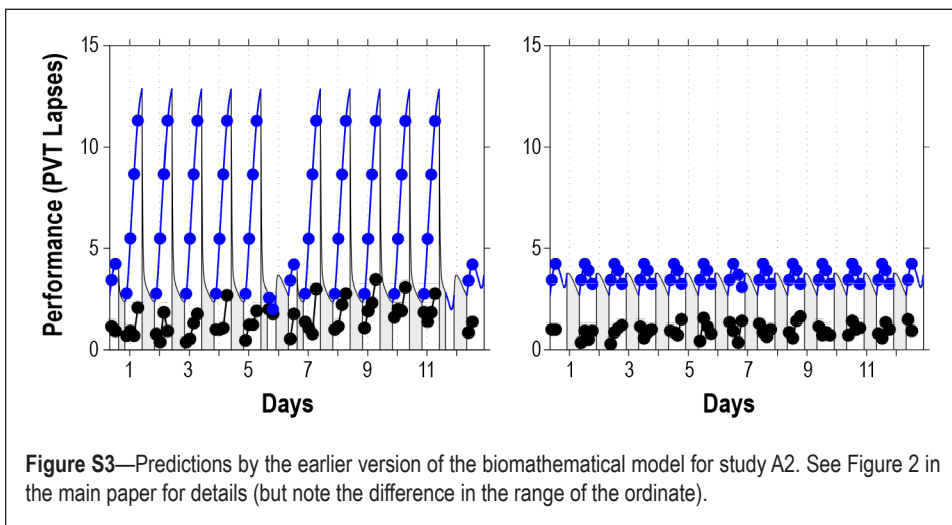 Performance (PVT Lapses)
15
10
5
0
1 3 5 7 9 11
Days
15
10
5
0
1 3 5 7 9 11
Days
Figure S3—Predictions by the earlier version of the biomathematical model for study A2. See Figure 2 in
the main paper for details (but note the difference in the range of the ordinate).